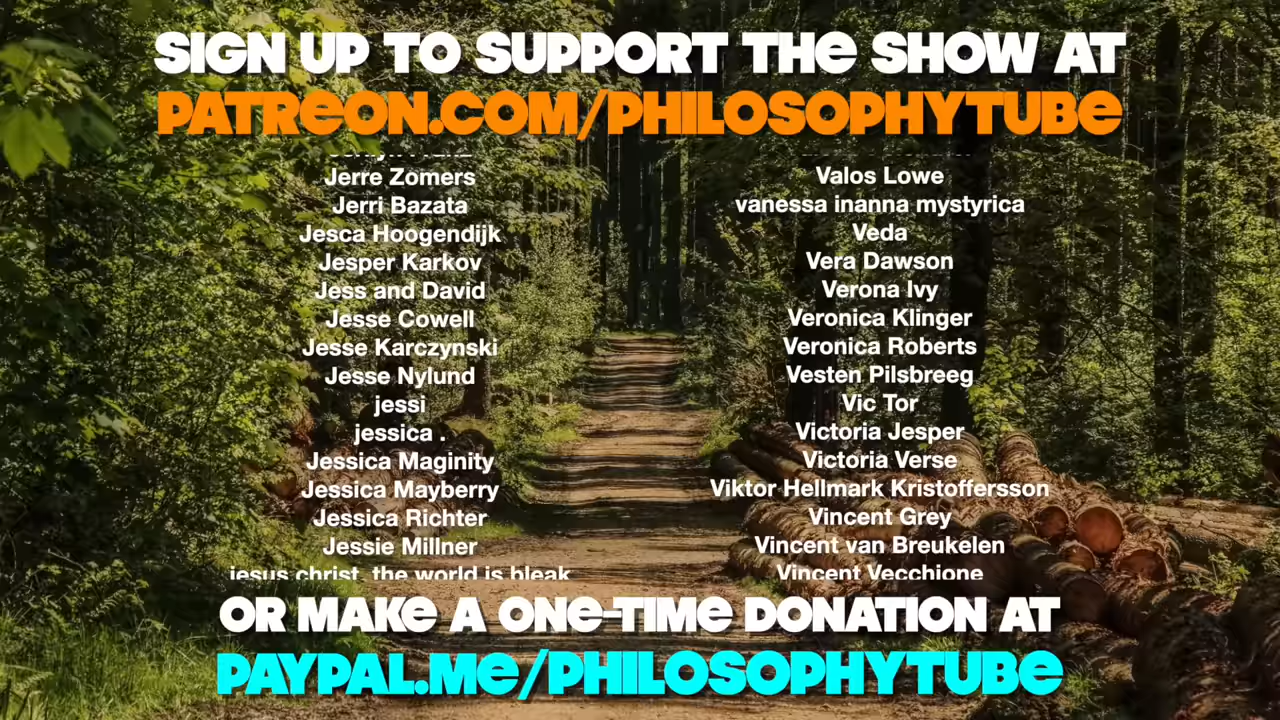 SIGN UP TO SUPPORT THE SHOW AT
PATREON.COM/PHILOSOPHYTUBE
Jerre Zomers
Jerri Bazata
Jesca Hoogendijk
Jesper Karkov
Jess and David
Jesse Cowell
Jesse Karczynski
Jesse Nylund
jessi
jessica .
Jessica Maginity
Jessica Mayberry
Jessica Richter
Jessie Millner
jesus christ, the world is bleak
Valos Lowe
vanessa inanna mystyrica
Veda
Vera Dawson
Verona Ivy
Veronica Klinger
Veronica Roberts
Vesten Pilsbreeg
Vic Tor
Victoria Jesper
Victoria Verse
Viktor Hellmark Kristoffersson
Vincent Grey
Vincent van Breukelen
Vincent Vecchione
OR MAKE A ONE-TIME DONATION AT
PAYPAL.ME/PHILOSOPHYTUBE